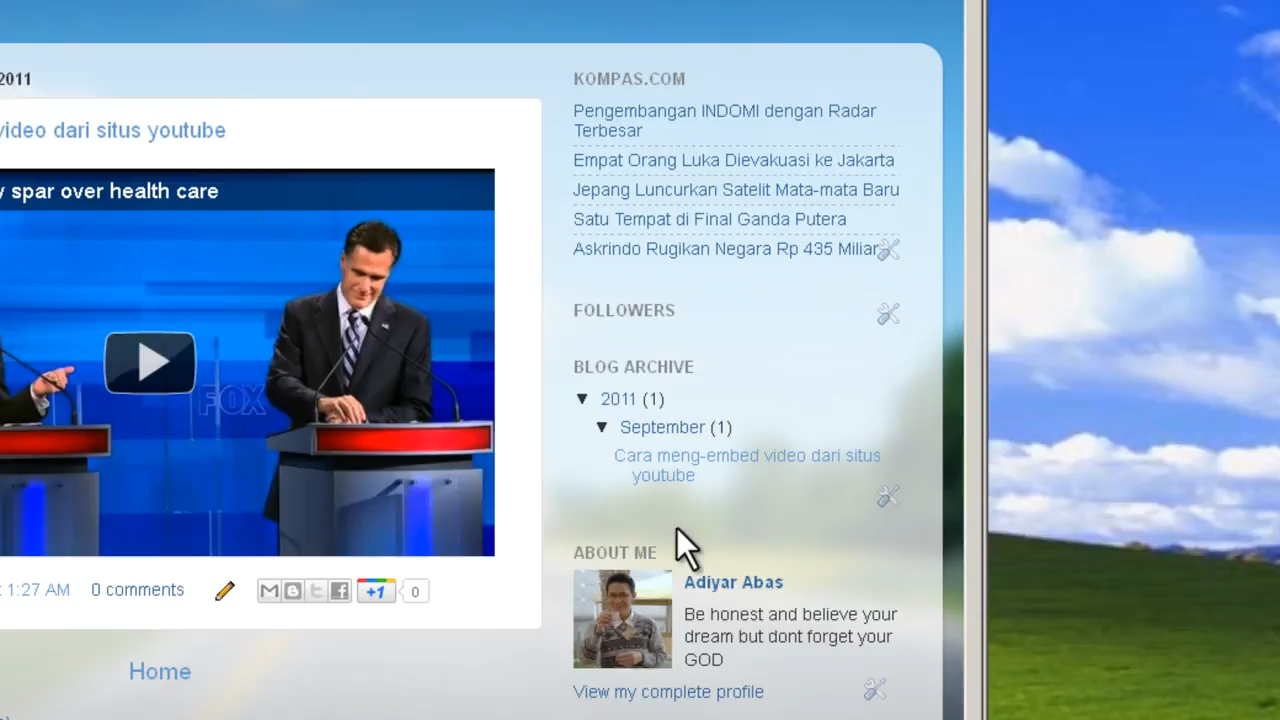 2011
video dari situs youtube
y spar over health care
FOX
1:27 AM 0 comments
+1 0
Home
KOMPAS.COM
Pengembangan INDOMI dengan Radar
Terbesar
Empat Orang Luka Dievakuasi ke Jakarta
Jepang Luncurkan Satelit Mata-mata Baru
Satu Tempat di Final Ganda Putera
Askrindo Rugikan Negara Rp 435 Miliar
FOLLOWERS
BLOG ARCHIVE
▼ 2011 (1)
▼ September (1)
Cara meng-embed video dari situs
youtube
ABOUT ME
Adiyar Abas
Be honest and believe your
dream but dont forget your
GOD
View my complete profile